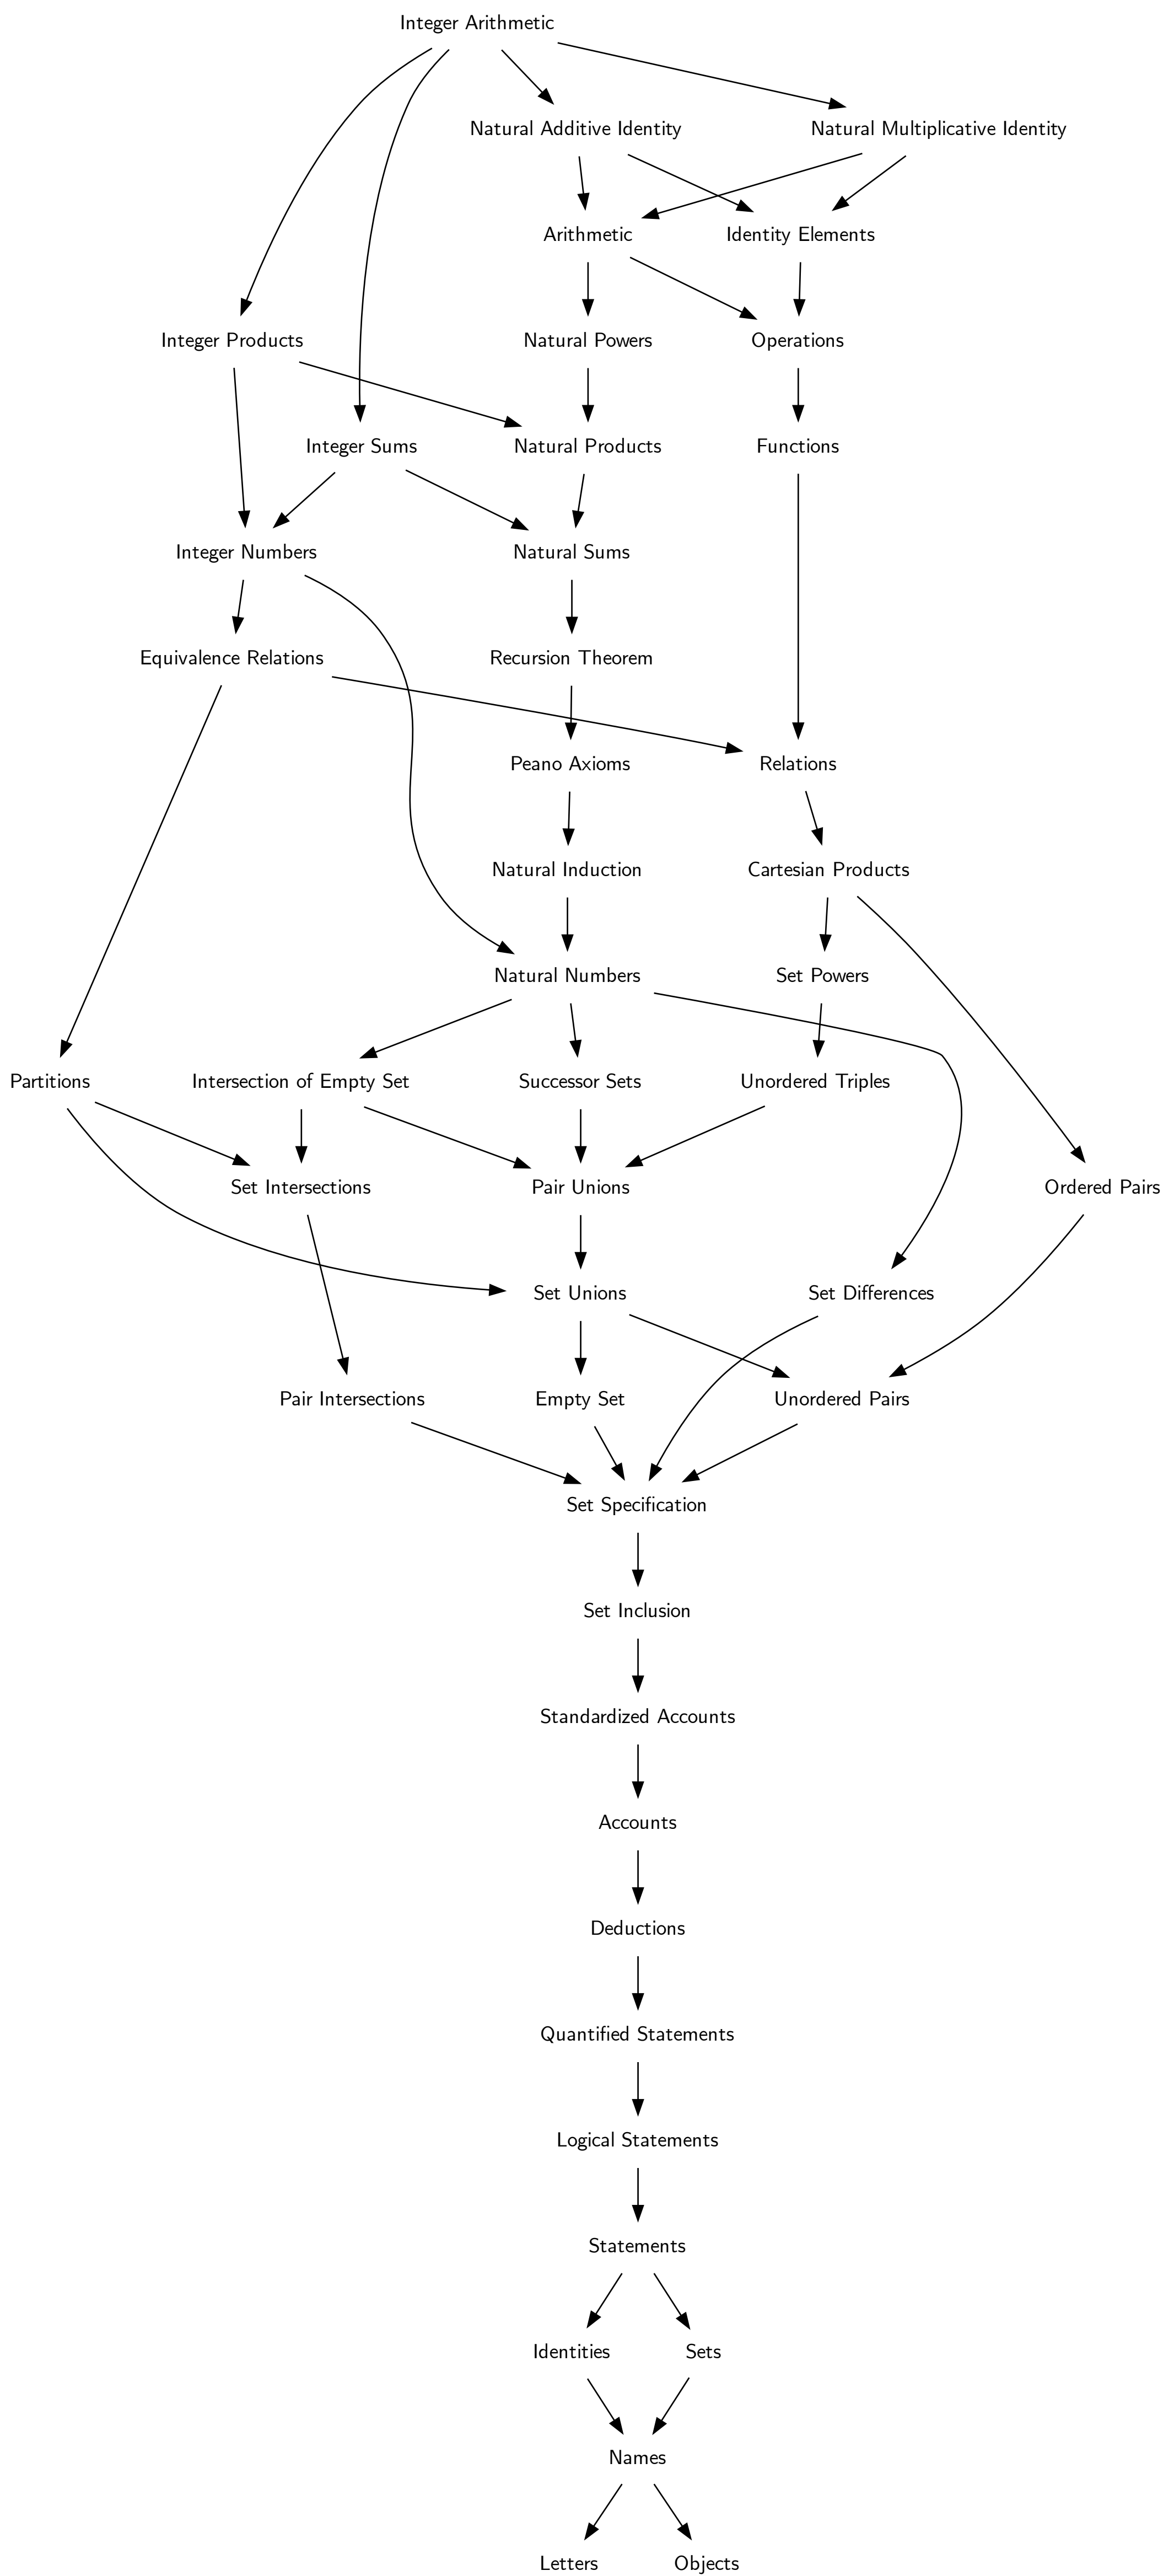 Integer Arithmetic
Natural Additive Identity
Natural Multiplicative Identity
Arithmetic
Identity Elements
Integer Products
Natural Powers
Operations
Integer Sums
Natural Products
Functions
Integer Numbers
Natural Sums
Equivalence Relations
Recursion Theorem
Peano Axioms
Relations
Natural Induction
Cartesian Products
Natural Numbers
Set Powers
Partitions
Intersection of Empty Set
Successor Sets
Unordered Triples
Set Intersections
Pair Unions
Ordered Pairs
Set Unions
Set Differences
Pair Intersections
Empty Set
Unordered Pairs
Set Specification
Set Inclusion
Standardized Accounts
Accounts
Deductions
Quantified Statements
Logical Statements
Statements
Identities
Sets
Names
Letters
Objects